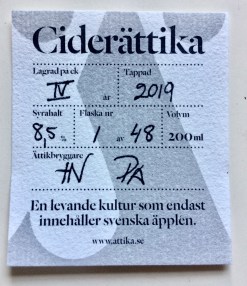 Ciderättika
Lagrad på ek Tappad
IV år 2019
Syrahalt Flaska nr Volym
8,5 % 1 av 48 200 ml
Ättikbryggare
HN PA
En levande kultur som endast
innehåller svenska äpplen.
www.attika.se